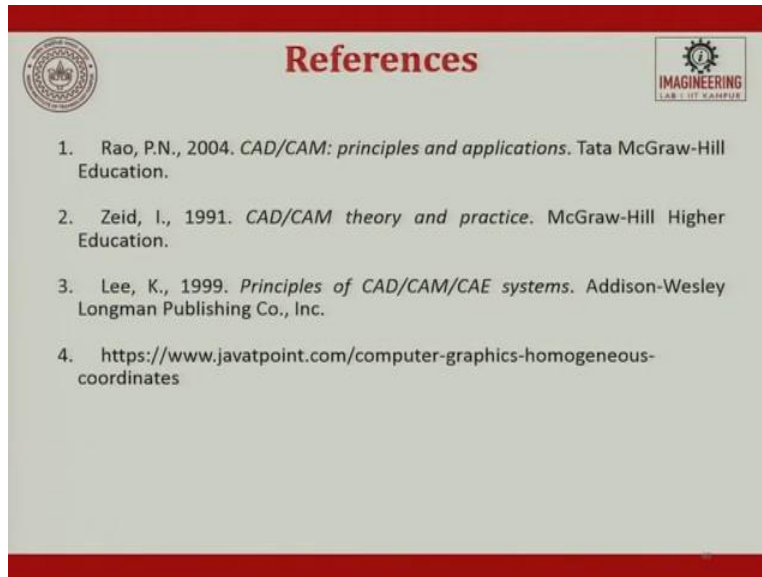 References
IMAGINEERING
LAB | IIT KANPUR
1. Rao, P.N., 2004. CAD/CAM: principles and applications. Tata McGraw-Hill
Education.
2. Zeid, I., 1991. CAD/CAM theory and practice. McGraw-Hill Higher
Education.
3. Lee, K., 1999. Principles of CAD/CAM/CAE systems. Addison-Wesley
Longman Publishing Co., Inc.
4. https://www.javatpoint.com/computer-graphics-homogeneous-
coordinates